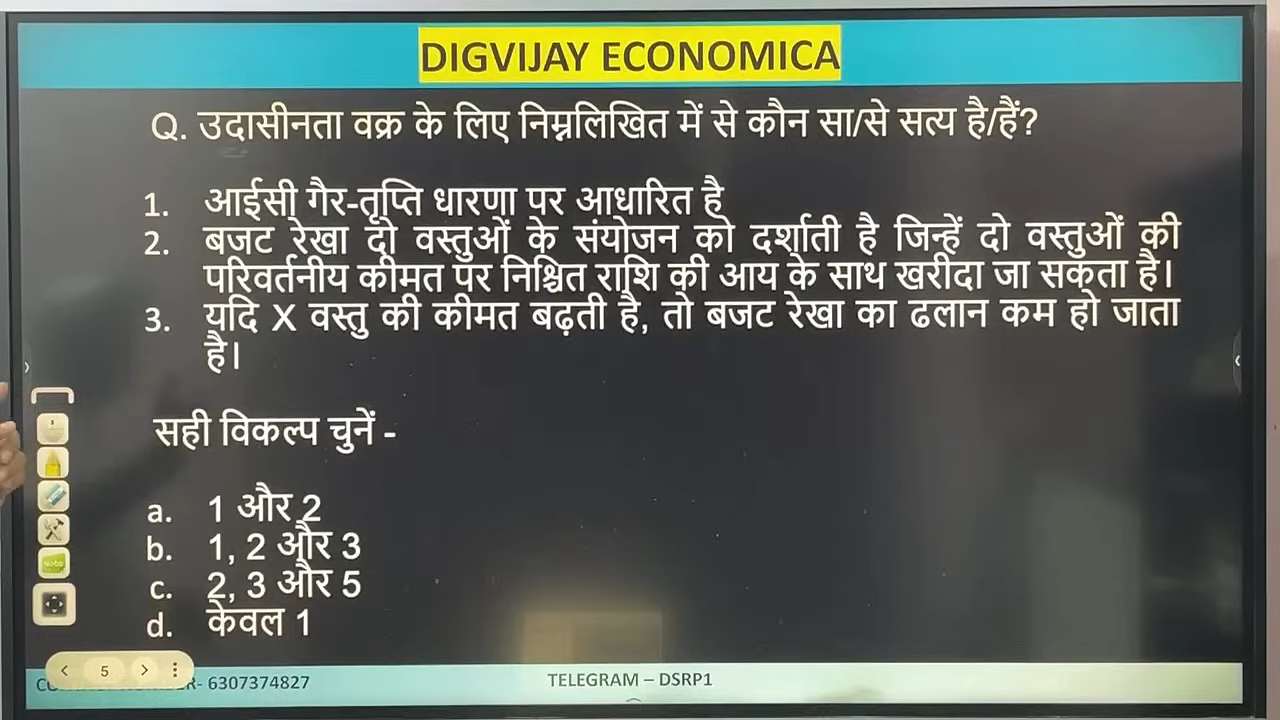 DIGVIJAY ECONOMICA
Q. उदासीनता वक्र के लिए निम्नलिखित में से कौन सा/से सत्य है/हैं?
1. आईसी गैर-तृप्ति धारणा पर आधारित है
2. बजट रेखा दो वस्तुओं के संयोजन को दर्शाती है जिन्हें दो वस्तुओं की
परिवर्तनीय कीमत पर निश्चित राशि की आय के साथ खरीदा जा सकता है।
3. यदि X वस्तु की कीमत बढ़ती है, तो बजट रेखा का ढलान कम हो जाता
है।
सही विकल्प चुनें -
a. 1 और 2
b. 1, 2 और 3
c. 2, 3 और 5
d. केवल 1
Note
5
6307374827
TELEGRAM – DSRP1